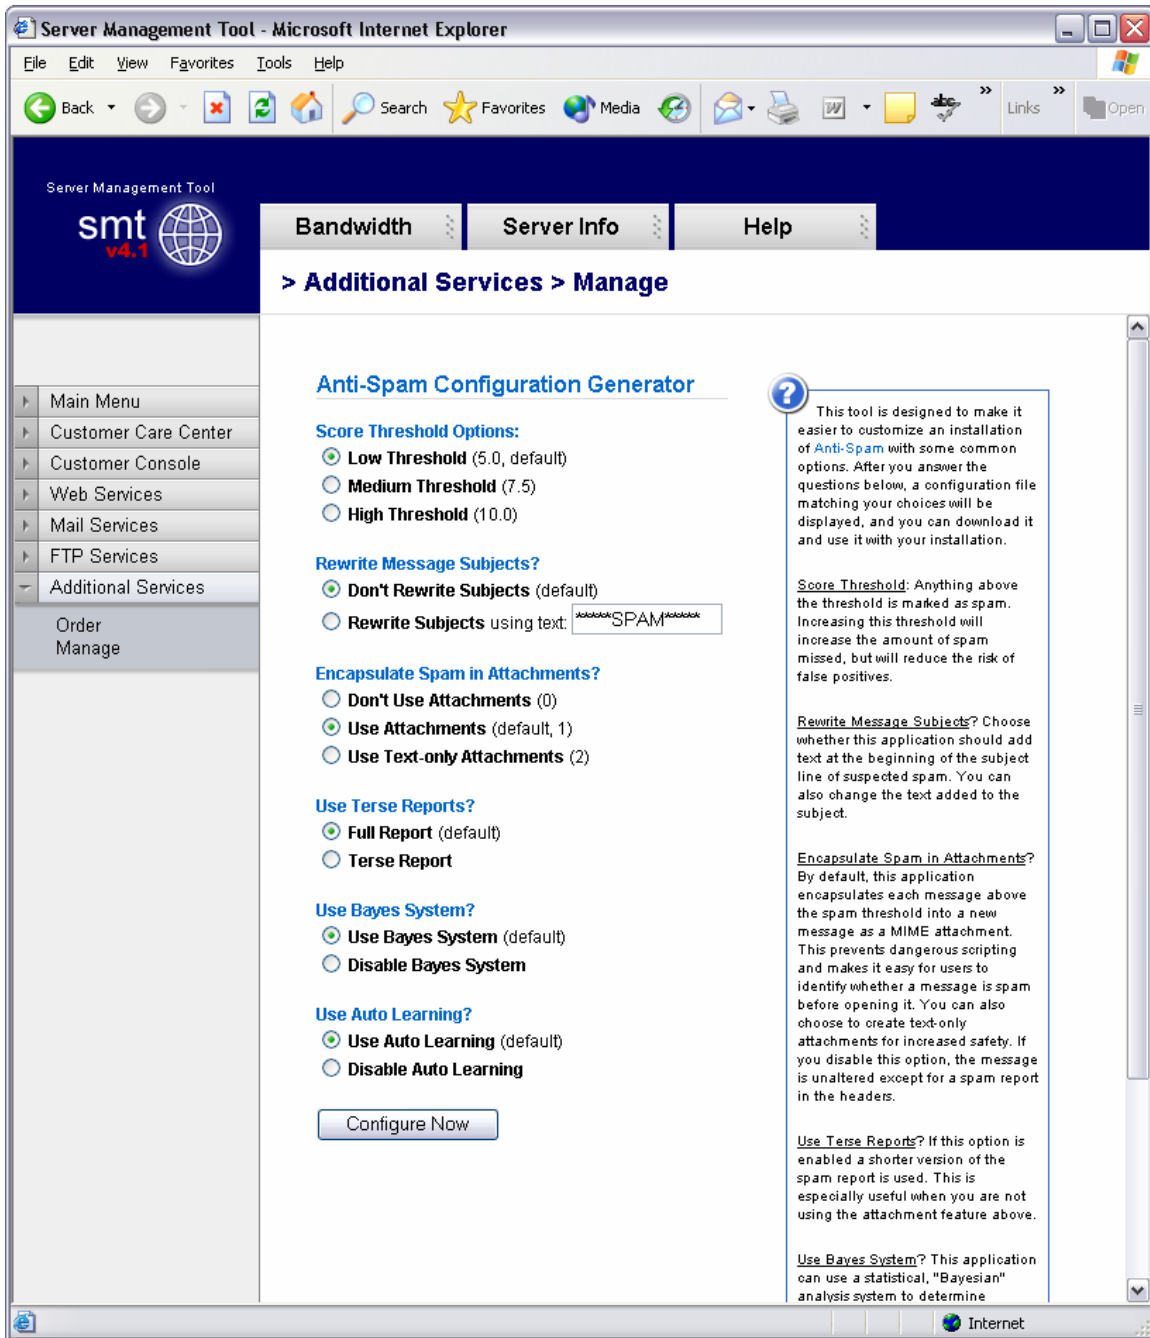 Server Management Tool - Microsoft Internet Explorer
File Edit View Favorites Tools Help
Back Search Favorites Media W abc » Links » Open
Server Management Tool
smt
v4.1
Bandwidth Server Info Help
> Additional Services > Manage
Main Menu
Customer Care Center
Customer Console
Web Services
Mail Services
FTP Services
Additional Services
Order
Manage
Anti-Spam Configuration Generator
Score Threshold Options:
Low Threshold (5.0, default)
Medium Threshold (7.5)
High Threshold (10.0)
Rewrite Message Subjects?
Don't Rewrite Subjects (default)
Rewrite Subjects using text: *****SPAM*****
Encapsulate Spam in Attachments?
Don't Use Attachments (0)
Use Attachments (default, 1)
Use Text-only Attachments (2)
Use Terse Reports?
Full Report (default)
Terse Report
Use Bayes System?
Use Bayes System (default)
Disable Bayes System
Use Auto Learning?
Use Auto Learning (default)
Disable Auto Learning
Configure Now
?
This tool is designed to make it
easier to customize an installation
of Anti-Spam with some common
options. After you answer the
questions below, a configuration file
matching your choices will be
displayed, and you can download it
and use it with your installation.
Score Threshold: Anything above
the threshold is marked as spam.
Increasing this threshold will
increase the amount of spam
missed, but will reduce the risk of
false positives.
Rewrite Message Subjects? Choose
whether this application should add
text at the beginning of the subject
line of suspected spam. You can
also change the text added to the
subject.
Encapsulate Spam in Attachments?
By default, this application
encapsulates each message above
the spam threshold into a new
message as a MIME attachment.
This prevents dangerous scripting
and makes it easy for users to
identify whether a message is spam
before opening it. You can also
choose to create text-only
attachments for increased safety. If
you disable this option, the message
is unaltered except for a spam report
in the headers.
Use Terse Reports? If this option is
enabled a shorter version of the
spam report is used. This is
especially useful when you are not
using the attachment feature above.
Use Bayes System? This application
can use a statistical, "Bayesian"
analysis system to determine
Internet